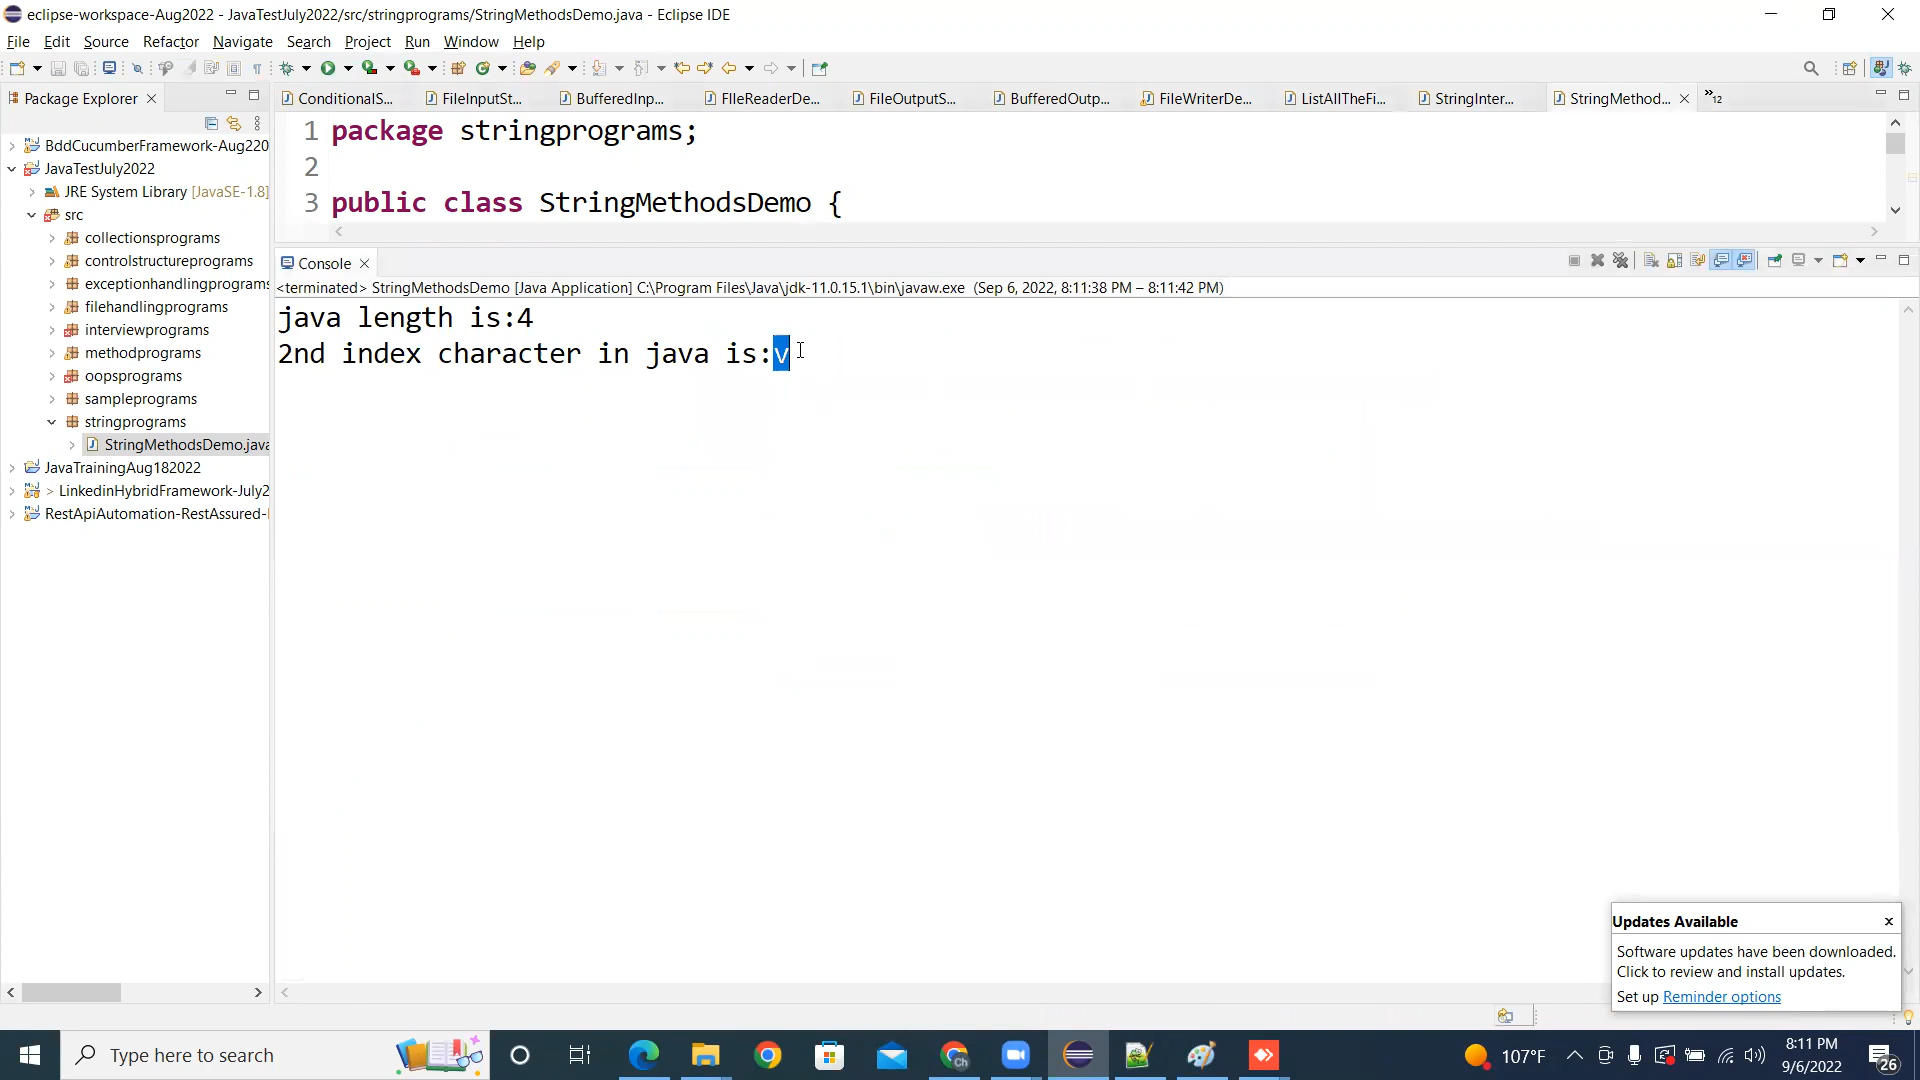 eclipse-workspace-Aug2022 - JavaTestJuly2022/src/stringprograms/StringMethodsDemo.java - Eclipse IDE
File Edit Source Refactor Navigate Search Project Run Window Help
Package Explorer
ConditionalS... FileInputSt... BufferedInp... FIleReaderDe... FileOutputS... BufferedOutp... FileWriterDe... ListAllTheFi... StringInter... StringMethod... 12
BddCucumberFramework-Aug220
JavaTestJuly2022
JRE System Library [JavaSE-1.8]
src
collectionsprograms
controlstructureprograms
exceptionhandlingprograms
filehandlingprograms
interviewprograms
methodprograms
oopsprograms
sampleprograms
stringprograms
StringMethodsDemo.java
JavaTrainingAug182022
> LinkedinHybridFramework-July2
RestApiAutomation-RestAssured-
1 package stringprograms;
2
3 public class StringMethodsDemo {
Console
<terminated> StringMethodsDemo [Java Application] C:\Program Files\Java\jdk-11.0.15.1\bin\javaw.exe (Sep 6, 2022, 8:11:38 PM – 8:11:42 PM)
java length is:4
2nd index character in java is:v
Updates Available
Software updates have been downloaded.
Click to review and install updates.
Set up Reminder options
Type here to search
107°F
8:11 PM
9/6/2022
26